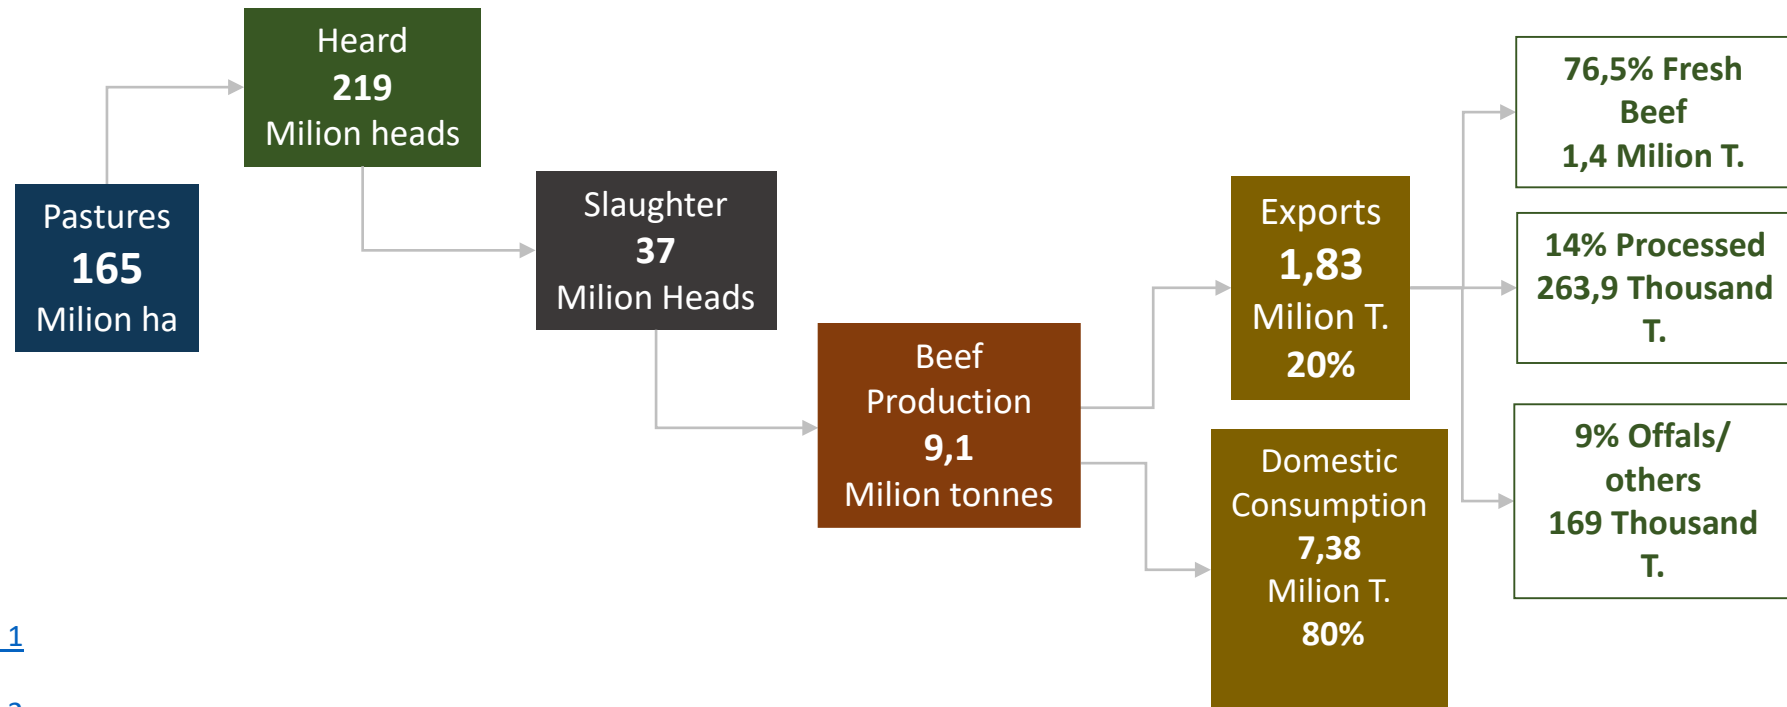 Pastures
165
Milion ha
Heard
219
Milion heads
Slaughter
37
Milion Heads
Beef
Production
9,1
Milion tonnes
Exports
1,83
Milion T.
20%
Domestic
Consumption
7,38
Milion T.
80%
76,5% Fresh
Beef
1,4 Milion T.
14% Processed
263,9 Thousand
T.
9% Offals/
others
169 Thousand
T.
1